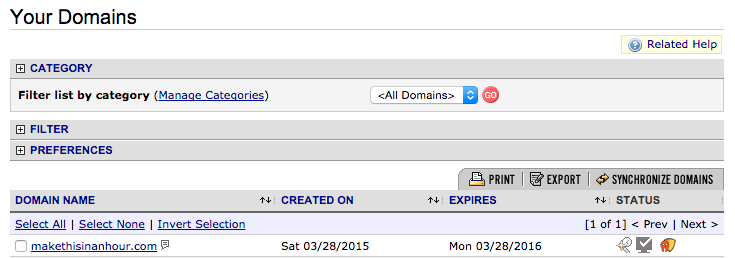 Your Domains
Related Help
CATEGORY
Filter list by category (Manage Categories) <All Domains> GO
FILTER
PREFERENCES
PRINT EXPORT SYNCHRONIZE DOMAINS
DOMAIN NAME CREATED ON EXPIRES STATUS
Select All | Select None | Invert Selection [1 of 1] < Prev | Next >
makethisinanhour.com Sat 03/28/2015 Mon 03/28/2016